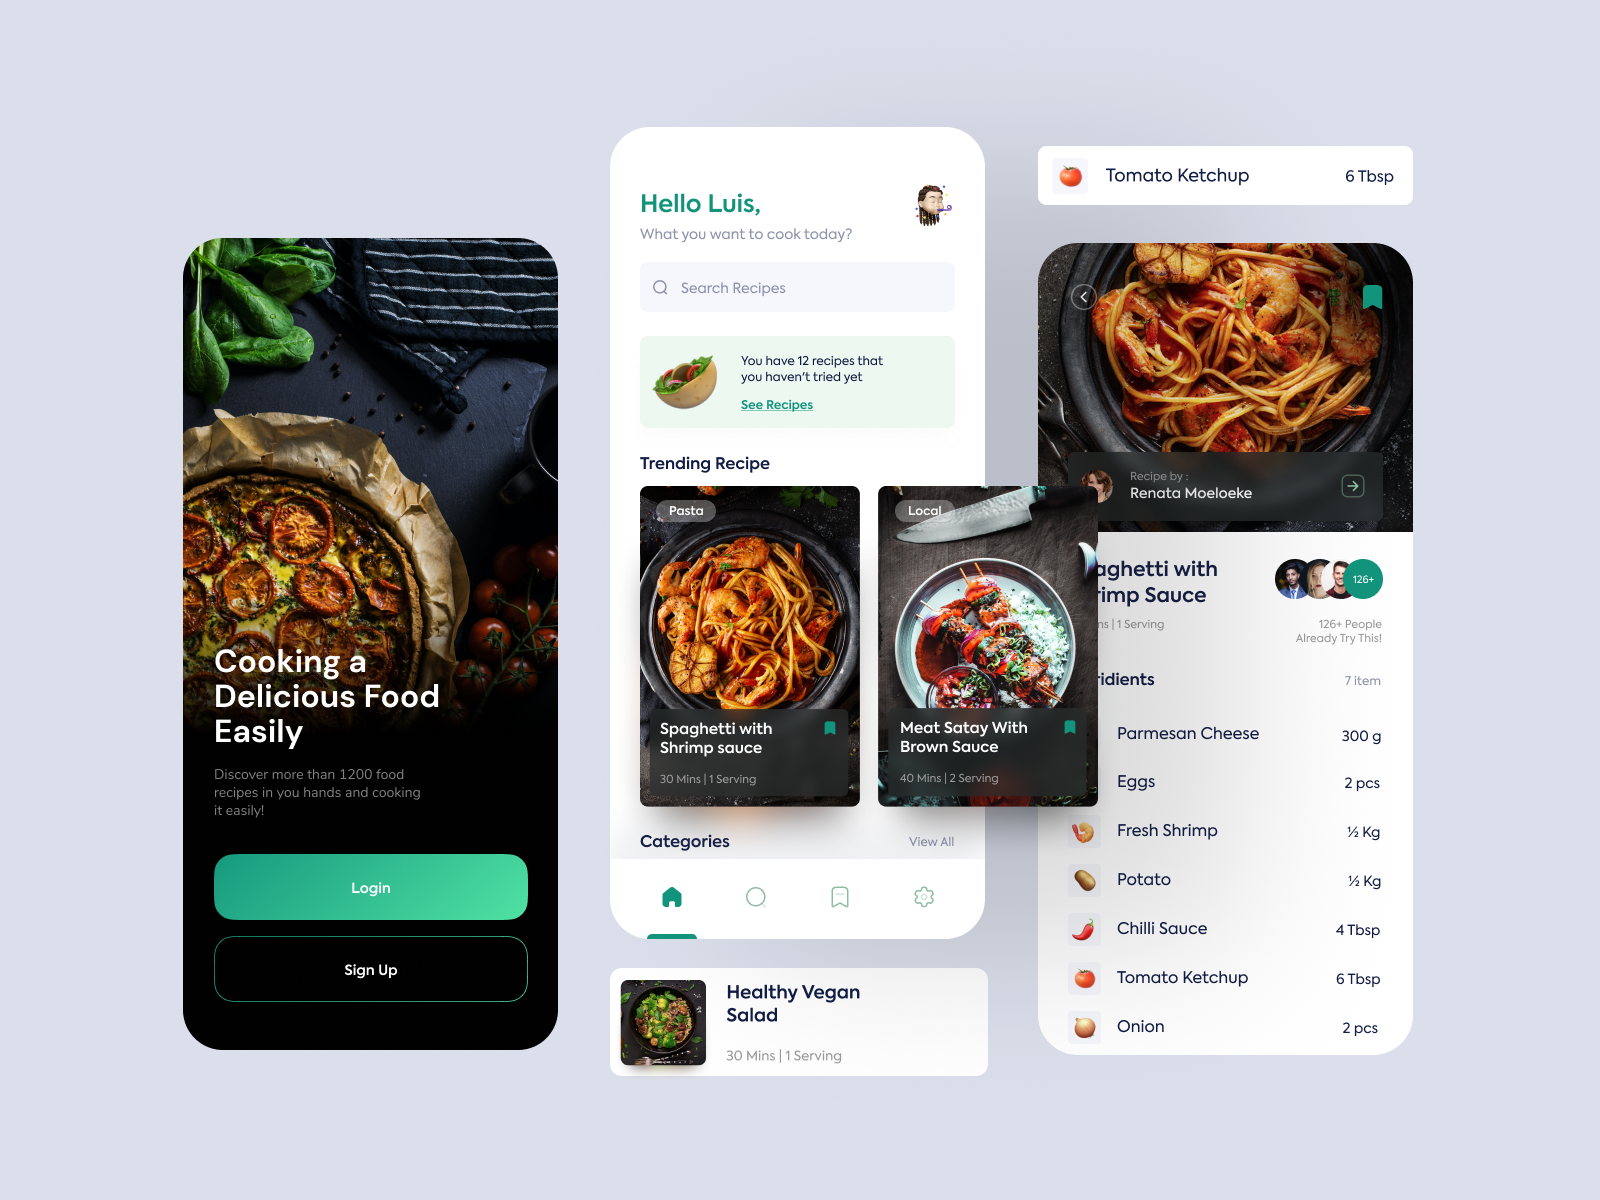 Cooking a
Delicious Food
Easily
Discover more than 1200 food
recipes in you hands and cooking
it easily!
Login
Sign Up
Hello Luis,
What you want to cook today?
Search Recipes
You have 12 recipes that
you haven't tried yet
See Recipes
Trending Recipe
Pasta
Spaghetti with
Shrimp sauce
30 Mins | 1 Serving
Local
Meat Satay With
Brown Sauce
40 Mins | 2 Serving
Categories
View All
Healthy Vegan
Salad
30 Mins | 1 Serving
Tomato Ketchup
6 Tbsp
Recipe by :
Renata Moeloeke
aghetti with
rimp Sauce
ns | 1 Serving
126+
126+ People
Already Try This!
ridients
7 item
Parmesan Cheese
300 g
Eggs
2 pcs
Fresh Shrimp
½ Kg
Potato
½ Kg
Chilli Sauce
4 Tbsp
Tomato Ketchup
6 Tbsp
Onion
2 pcs